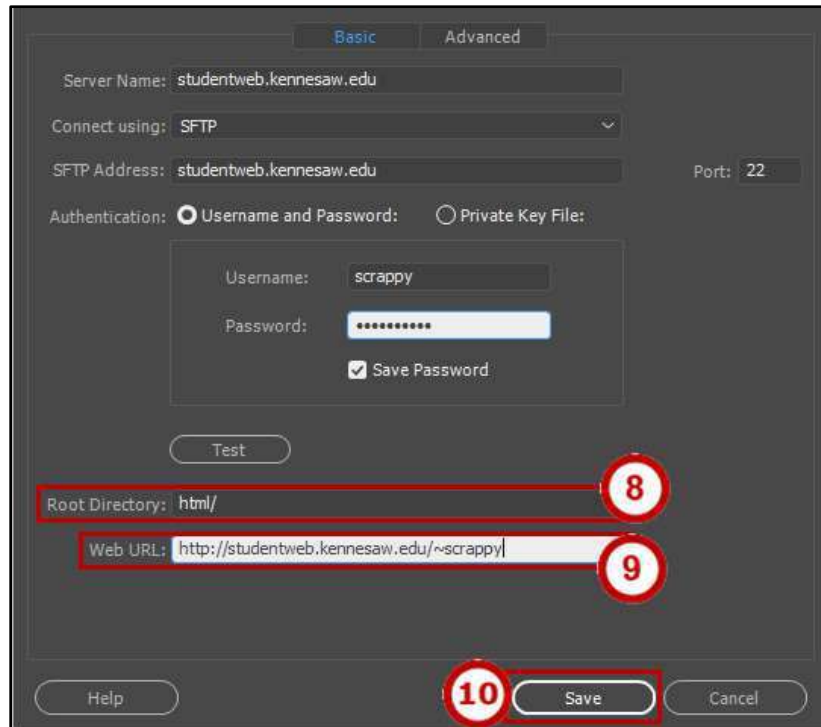 Basic Advanced
Server Name: studentweb.kennesaw.edu
Connect using: SFTP
SFTP Address: studentweb.kennesaw.edu Port: 22
Authentication: Username and Password: Private Key File:
Username: scrappy
Password: ••••••••••
Save Password
Test
8
Root Directory: html/
Web URL: http://studentweb.kennesaw.edu/~scrappy
9
Help 10 Save Cancel